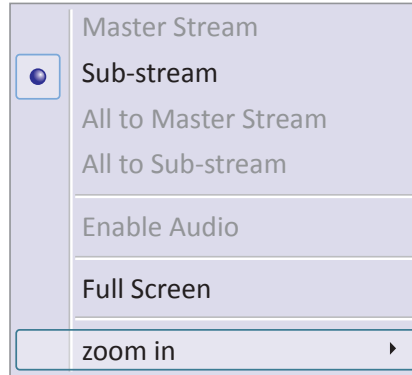 Master Stream
Sub-stream
All to Master Stream
All to Sub-stream
Enable Audio
Full Screen
zoom in